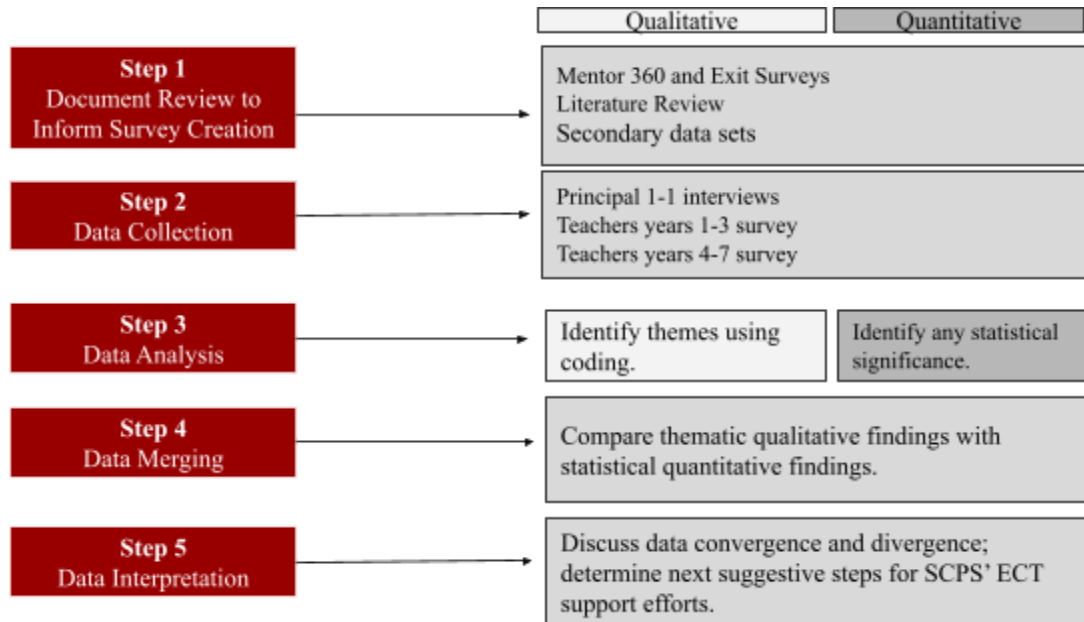 Qualitative
Quantitative
Step 1
Document Review to
Inform Survey Creation
Mentor 360 and Exit Surveys
Literature Review
Secondary data sets
Step 2
Data Collection
Principal 1-1 interviews
Teachers years 1-3 survey
Teachers years 4-7 survey
Step 3
Data Analysis
Identify themes using
coding.
Identify any statistical
significance.
Step 4
Data Merging
Compare thematic qualitative findings with
statistical quantitative findings.
Step 5
Data Interpretation
Discuss data convergence and divergence;
determine next suggestive steps for SCPS’ ECT
support efforts.